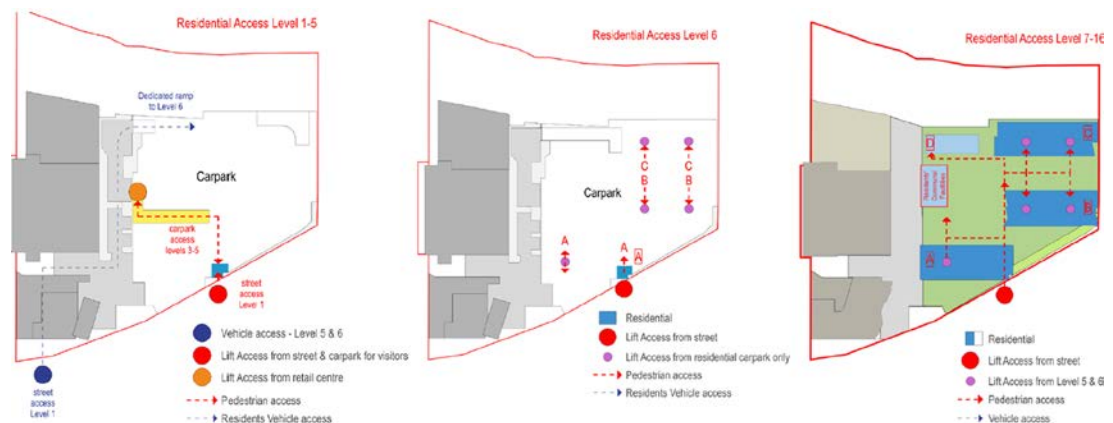 Residential Access Level 1-5
Dedicated ramp
to Level 6
Carpark
carpark
access
levels 3-5
street
access
Level 1
street
access
Level 1
Vehicle access - Level 5 & 6
Lift Access from street & carpark for visitors
Lift Access from retail centre
Pedestrian access
Residents Vehicle access
Residential Access Level 6
C
B
C
B
Carpark
A
A
A
Residential
Lift Access from street
Lift Access from residential carpark only
Pedestrian access
Residents Vehicle access
Residential Access Level 7-16
D
C
Residents'
Communal
Facilities
B
A
Residential
Lift Access from street
Lift Access from Level 5 & 6
Pedestrian access
Vehicle access